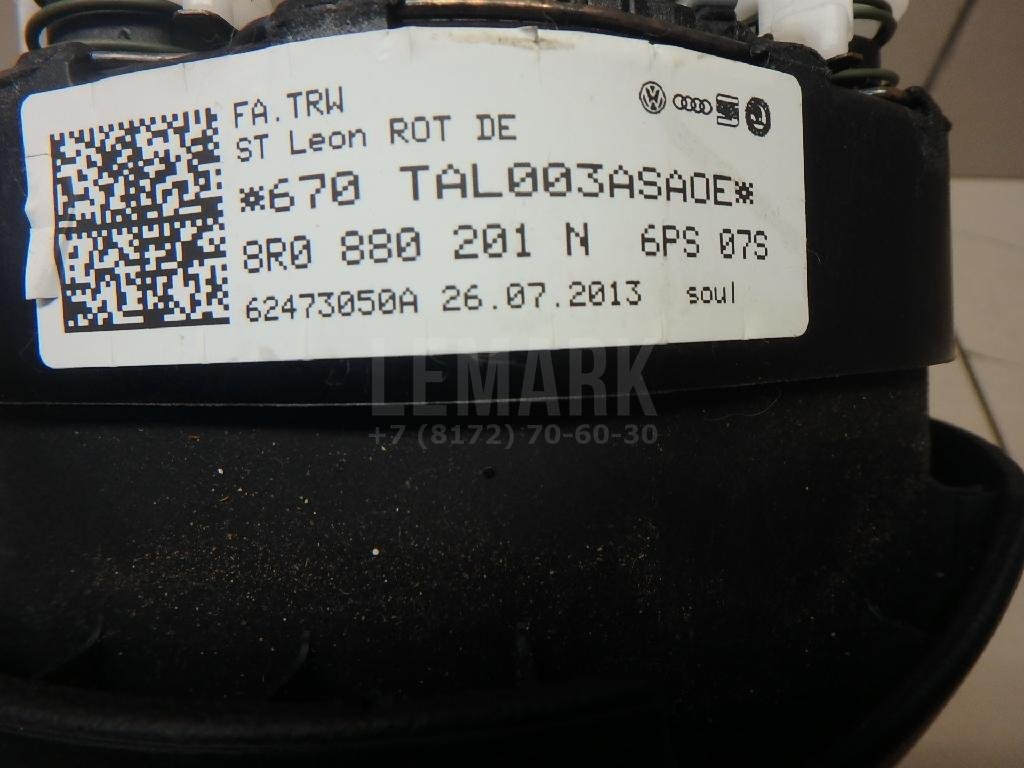 FA.TRW
ST Leon ROT DE
*670 TAL003ASAOE*
8R0 880 201 N 6PS 07S
62473050A 26.07.2013 soul
LEMARK
+7 (8172) 70-60-30